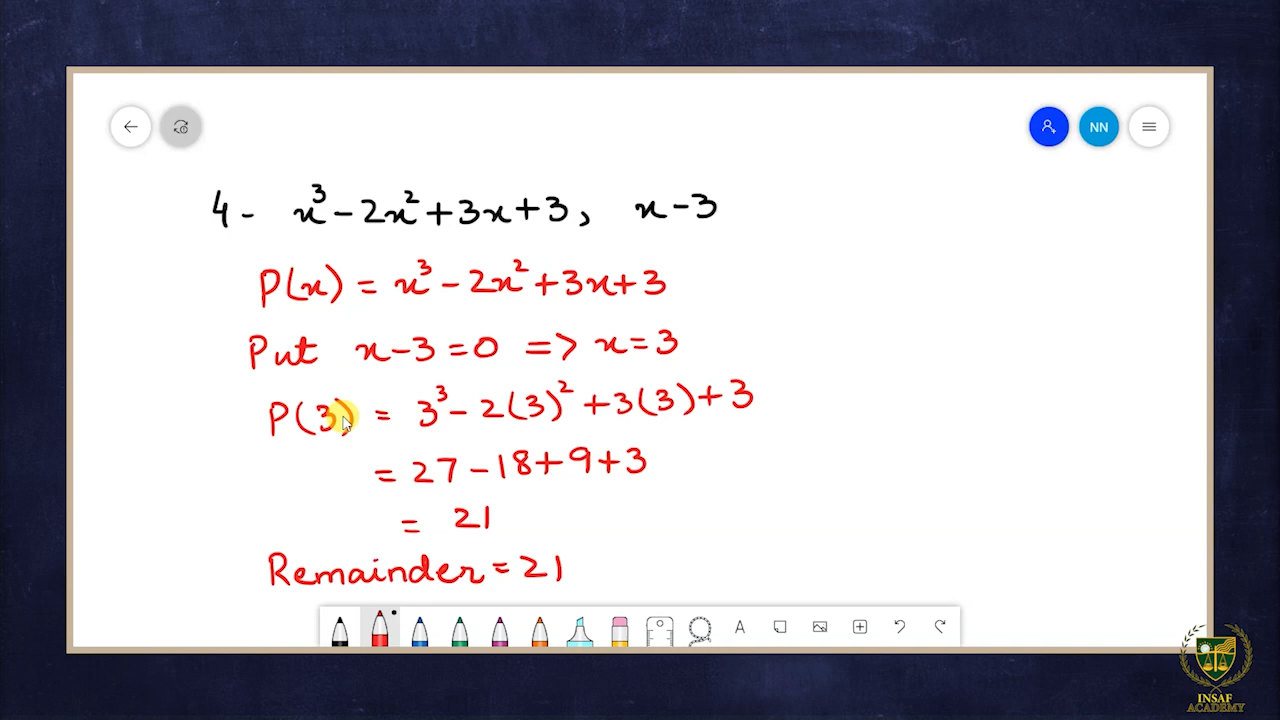 NN
4- x³ - 2x² + 3x + 3, x - 3
P(x) = x³ - 2x² + 3x + 3
Put x - 3 = 0 => x = 3
P(3) = 3³ - 2(3)² + 3(3) + 3
= 27 - 18 + 9 + 3
= 21
Remainder = 21
A
INSAF
ACADEMY